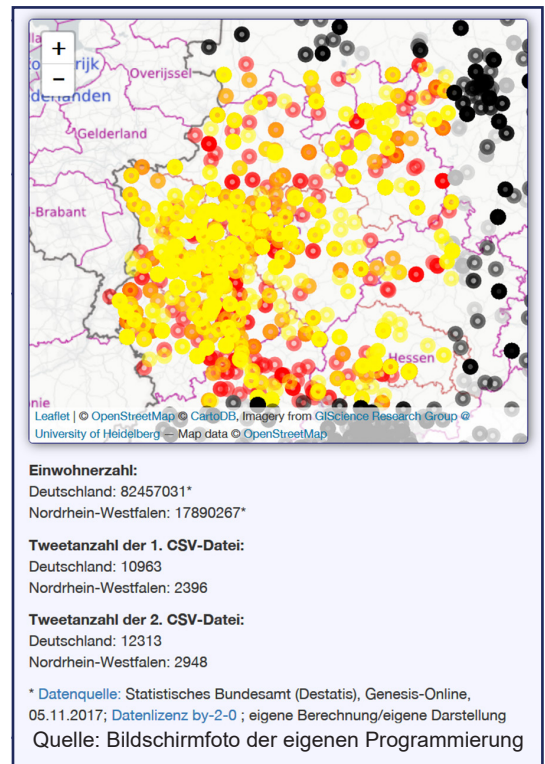 +
−
Overijssel
Gelderland
-Brabant
Hessen
Leaflet | © OpenStreetMap © CartoDB, Imagery from GIScience Research Group @
University of Heidelberg — Map data © OpenStreetMap
Einwohnerzahl:
Deutschland: 82457031*
Nordrhein-Westfalen: 17890267*
Tweetanzahl der 1. CSV-Datei:
Deutschland: 10963
Nordrhein-Westfalen: 2396
Tweetanzahl der 2. CSV-Datei:
Deutschland: 12313
Nordrhein-Westfalen: 2948
* Datenquelle: Statistisches Bundesamt (Destatis), Genesis-Online,
05.11.2017; Datenlizenz by-2-0 ; eigene Berechnung/eigene Darstellung
Quelle: Bildschirmfoto der eigenen Programmierung